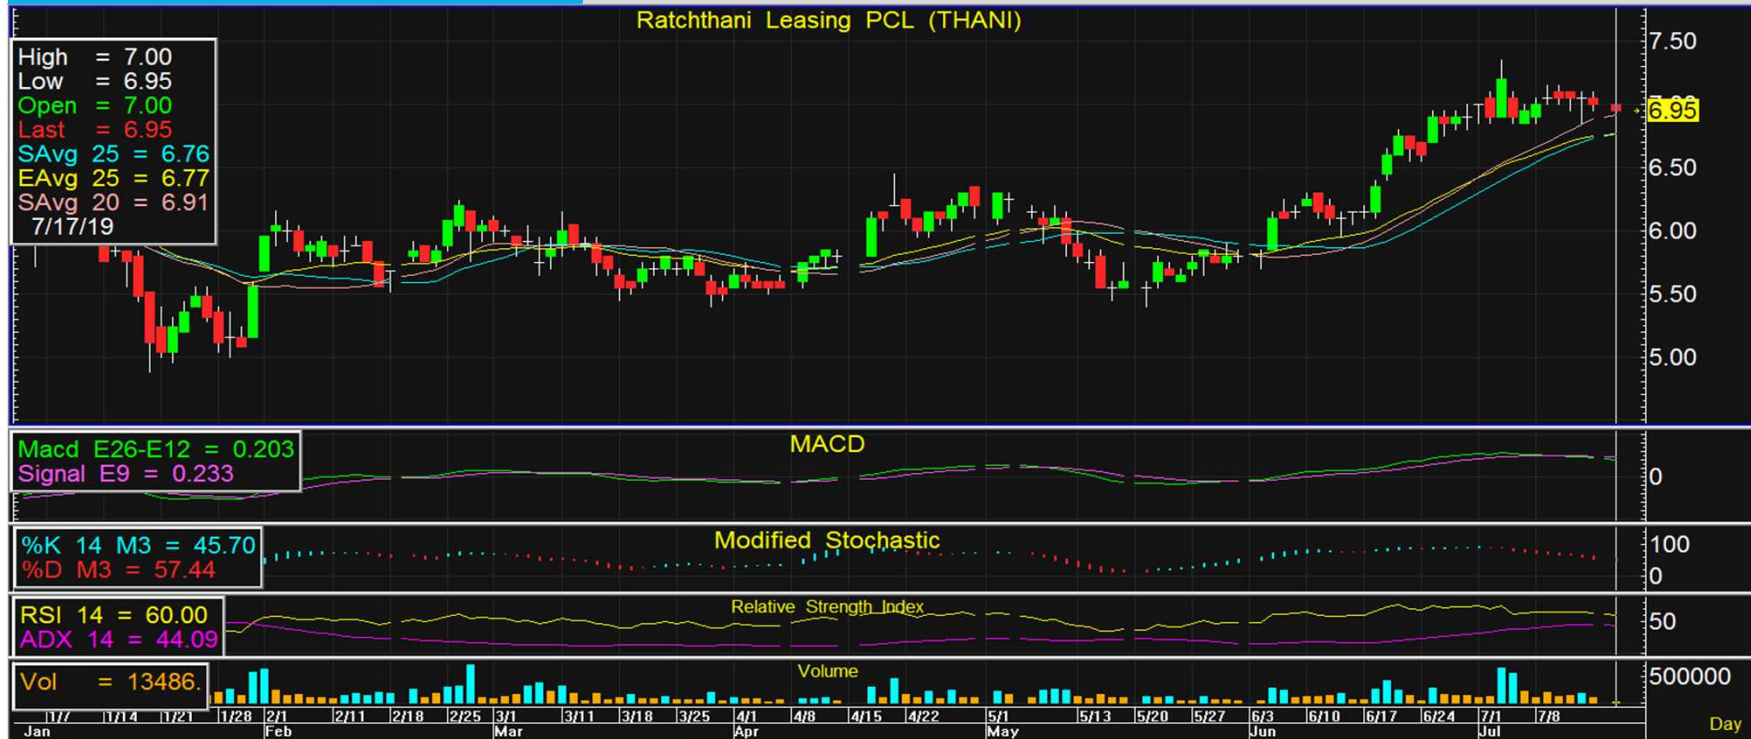 Ratchthani Leasing PCL (THANI)
High = 7.00
Low = 6.95
Open = 7.00
Last = 6.95
SAvg 25 = 6.76
EAvg 25 = 6.77
SAvg 20 = 6.91
7/17/19
7.50
6.95
6.50
6.00
5.50
5.00
MACD
Macd E26-E12 = 0.203
Signal E9 = 0.233
0
Modified Stochastic
%K 14 M3 = 45.70
%D M3 = 57.44
100
0
Relative Strength Index
RSI 14 = 60.00
ADX 14 = 44.09
50
Volume
Vol = 13486.
500000
1/7 1/14 1/21 1/28 2/1 2/11 2/18 2/25 3/1 3/11 3/18 3/25 4/1 4/8 4/15 4/22 5/1 5/13 5/20 5/27 6/3 6/10 6/17 6/24 7/1 7/8
Jan Feb Mar Apr May Jun Jul
Day